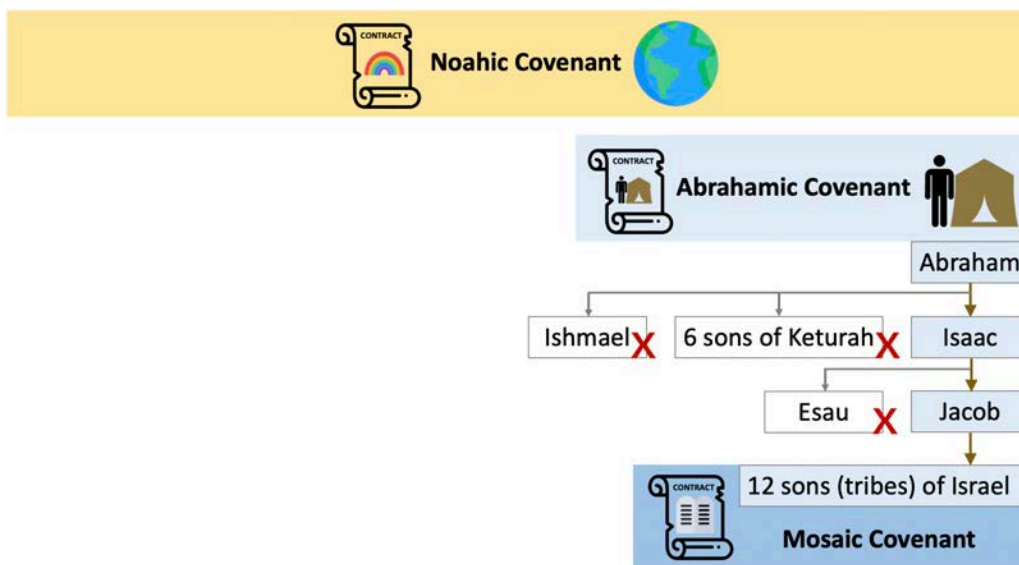 CONTRACT
Noahic Covenant
CONTRACT
Abrahamic Covenant
Abraham
Ishmael X
6 sons of Keturah X
Isaac
Esau X
Jacob
12 sons (tribes) of Israel
CONTRACT
Mosaic Covenant